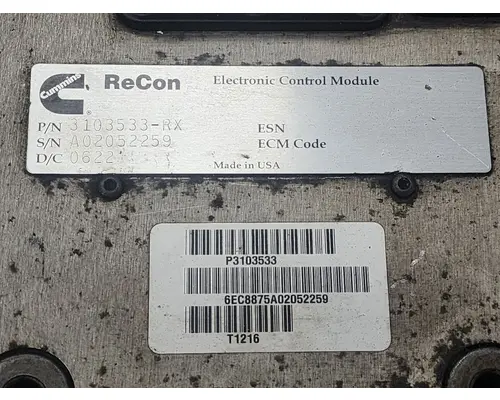 Cummins
ReCon Electronic Control Module
P/N 3103533-RX ESN
S/N A02052259 ECM Code
D/C
Made in USA
P3103533
6EC8875A02052259
T1216